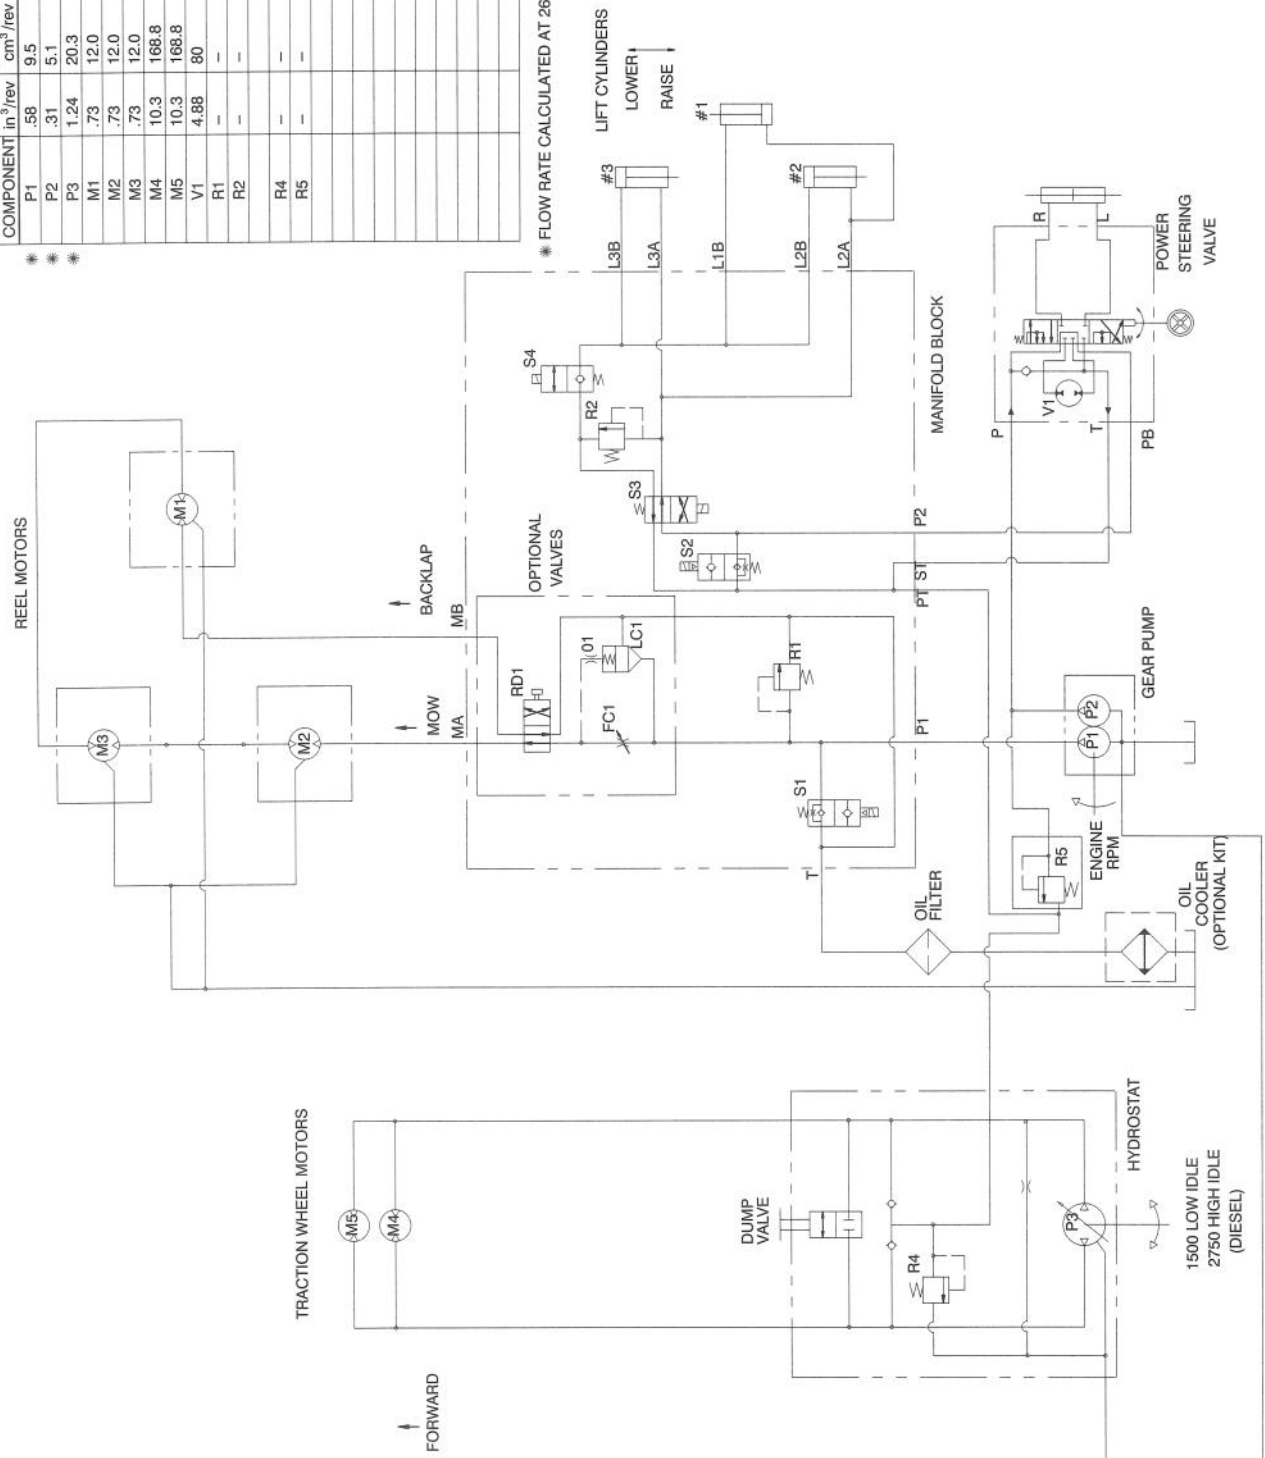 COMPONENT in³/rev cm³/rev
✳ P1 .58 9.5
✳ P2 .31 5.1
✳ P3 1.24 20.3
M1 .73 12.0
M2 .73 12.0
M3 .73 12.0
M4 10.3 168.8
M5 10.3 168.8
V1 4.88 80
R1 – –
R2 – –
R4 – –
R5 – –
✳ FLOW RATE CALCULATED AT 26
LIFT CYLINDERS
LOWER
RAISE
#1
#3
#2
L3B
L3A
L1B
L2B
L2A
R
L
POWER
STEERING
VALVE
P
V1
T
PB
MANIFOLD BLOCK
S4
R2
S3
S2
P2
ST
PT
REEL MOTORS
M1
M3
M2
BACKLAP
MB
MOW
MA
OPTIONAL
VALVES
RD1
01
LC1
FC1
R1
P1
S1
T
GEAR PUMP
P2
P1
ENGINE
RPM
R5
OIL
FILTER
OIL
COOLER
(OPTIONAL KIT)
TRACTION WHEEL MOTORS
M5
M4
DUMP
VALVE
R4
P3
HYDROSTAT
1500 LOW IDLE
2750 HIGH IDLE
(DIESEL)
FORWARD